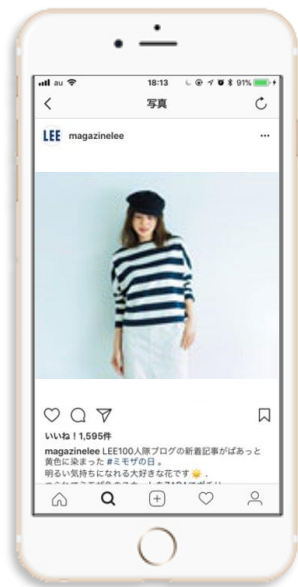 au 18:13 91%
写真
LEE magazinelee
いいね！1,595件
magazinelee LEE100人隊ブログの新着記事がぱあっと
黄色に染まった #ミモザの日 。
明るい気持ちになれる大好きな花です☀️ .